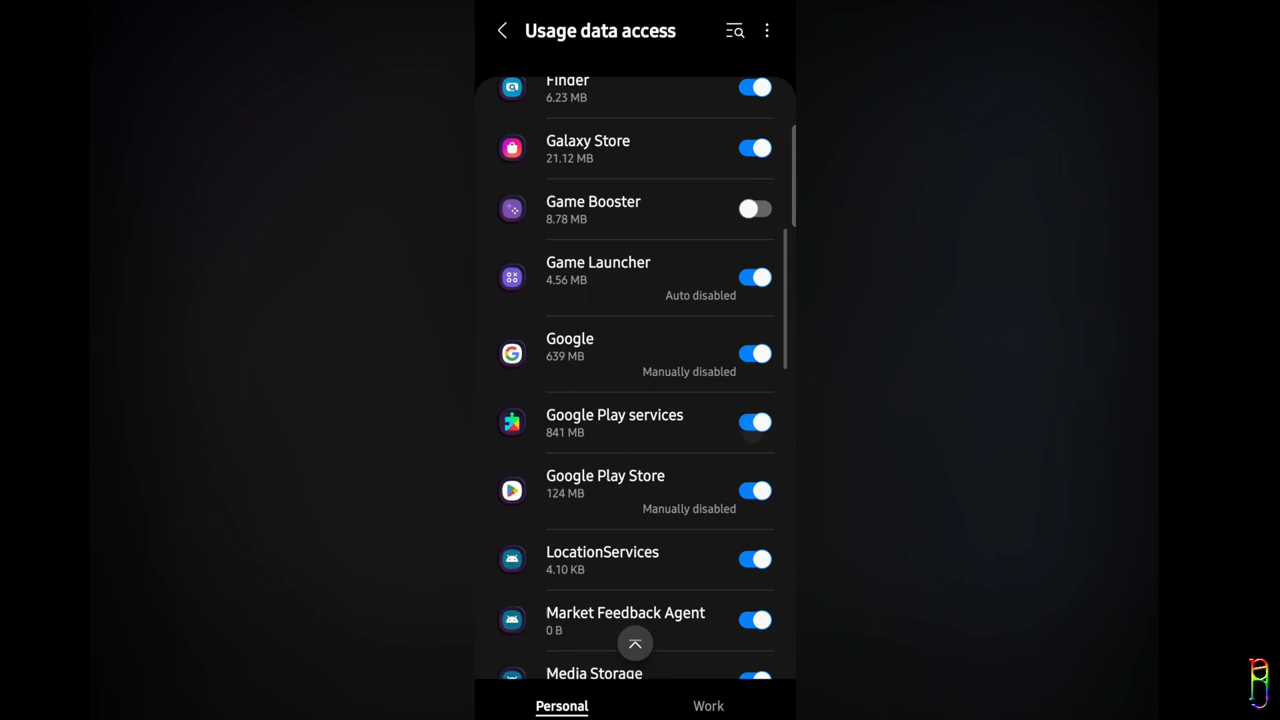 Usage data access
Finder
6.23 MB
Galaxy Store
21.12 MB
Game Booster
8.78 MB
Game Launcher
4.56 MB
Auto disabled
Google
639 MB
Manually disabled
Google Play services
841 MB
Google Play Store
124 MB
Manually disabled
LocationServices
4.10 KB
Market Feedback Agent
0 B
Media Storage
Personal
Work